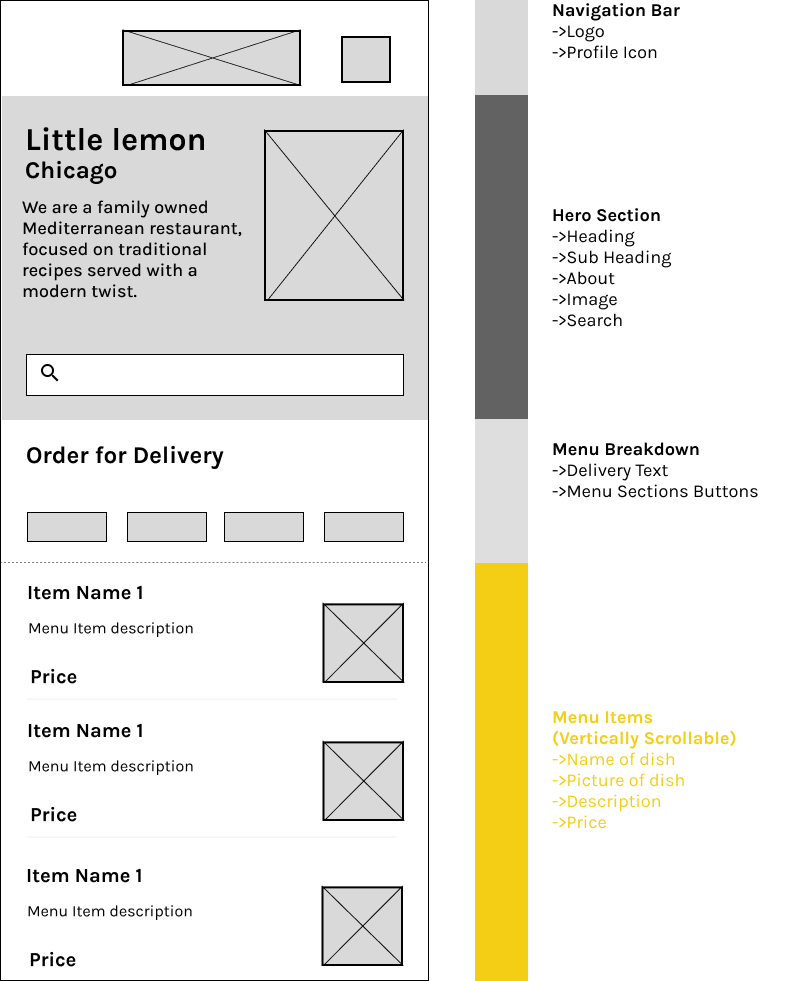 Little lemon
Chicago
We are a family owned
Mediterranean restaurant,
focused on traditional
recipes served with a
modern twist.
Order for Delivery
Item Name 1
Menu Item description
Price
Item Name 1
Menu Item description
Price
Item Name 1
Menu Item description
Price
Navigation Bar
->Logo
->Profile Icon
Hero Section
->Heading
->Sub Heading
->About
->Image
->Search
Menu Breakdown
->Delivery Text
->Menu Sections Buttons
Menu Items
(Vertically Scrollable)
->Name of dish
->Picture of dish
->Description
->Price